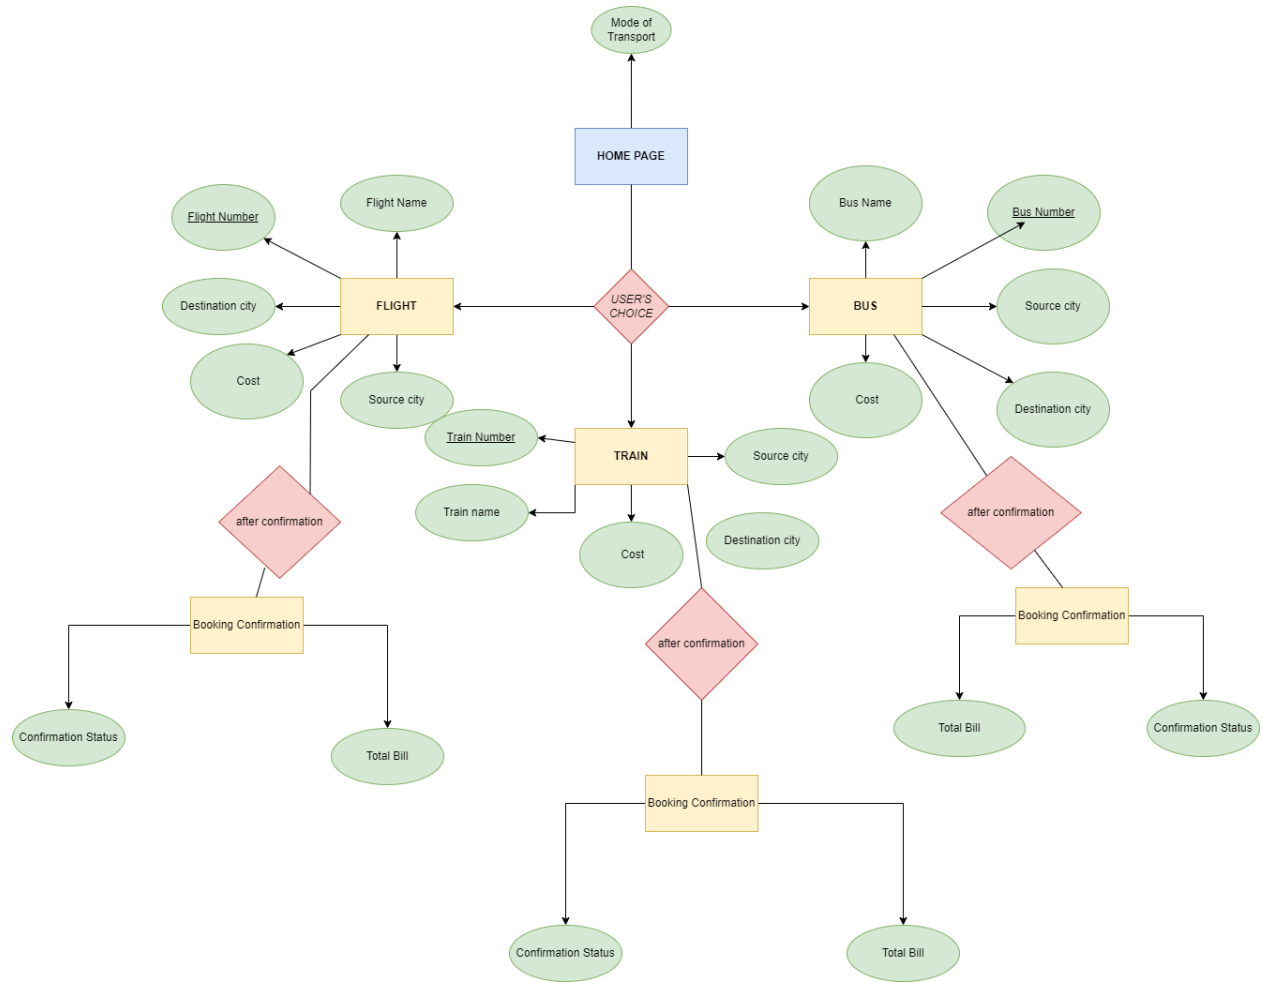 Mode of
Transport
HOME PAGE
Flight Number
Flight Name
Bus Name
Bus Number
Destination city
FLIGHT
USER'S
CHOICE
BUS
Source city
Cost
Source city
Cost
Destination city
Train Number
TRAIN
Source city
Train name
Cost
Destination city
after confirmation
after confirmation
Booking Confirmation
after confirmation
Booking Confirmation
Confirmation Status
Total Bill
Total Bill
Confirmation Status
Booking Confirmation
Confirmation Status
Total Bill